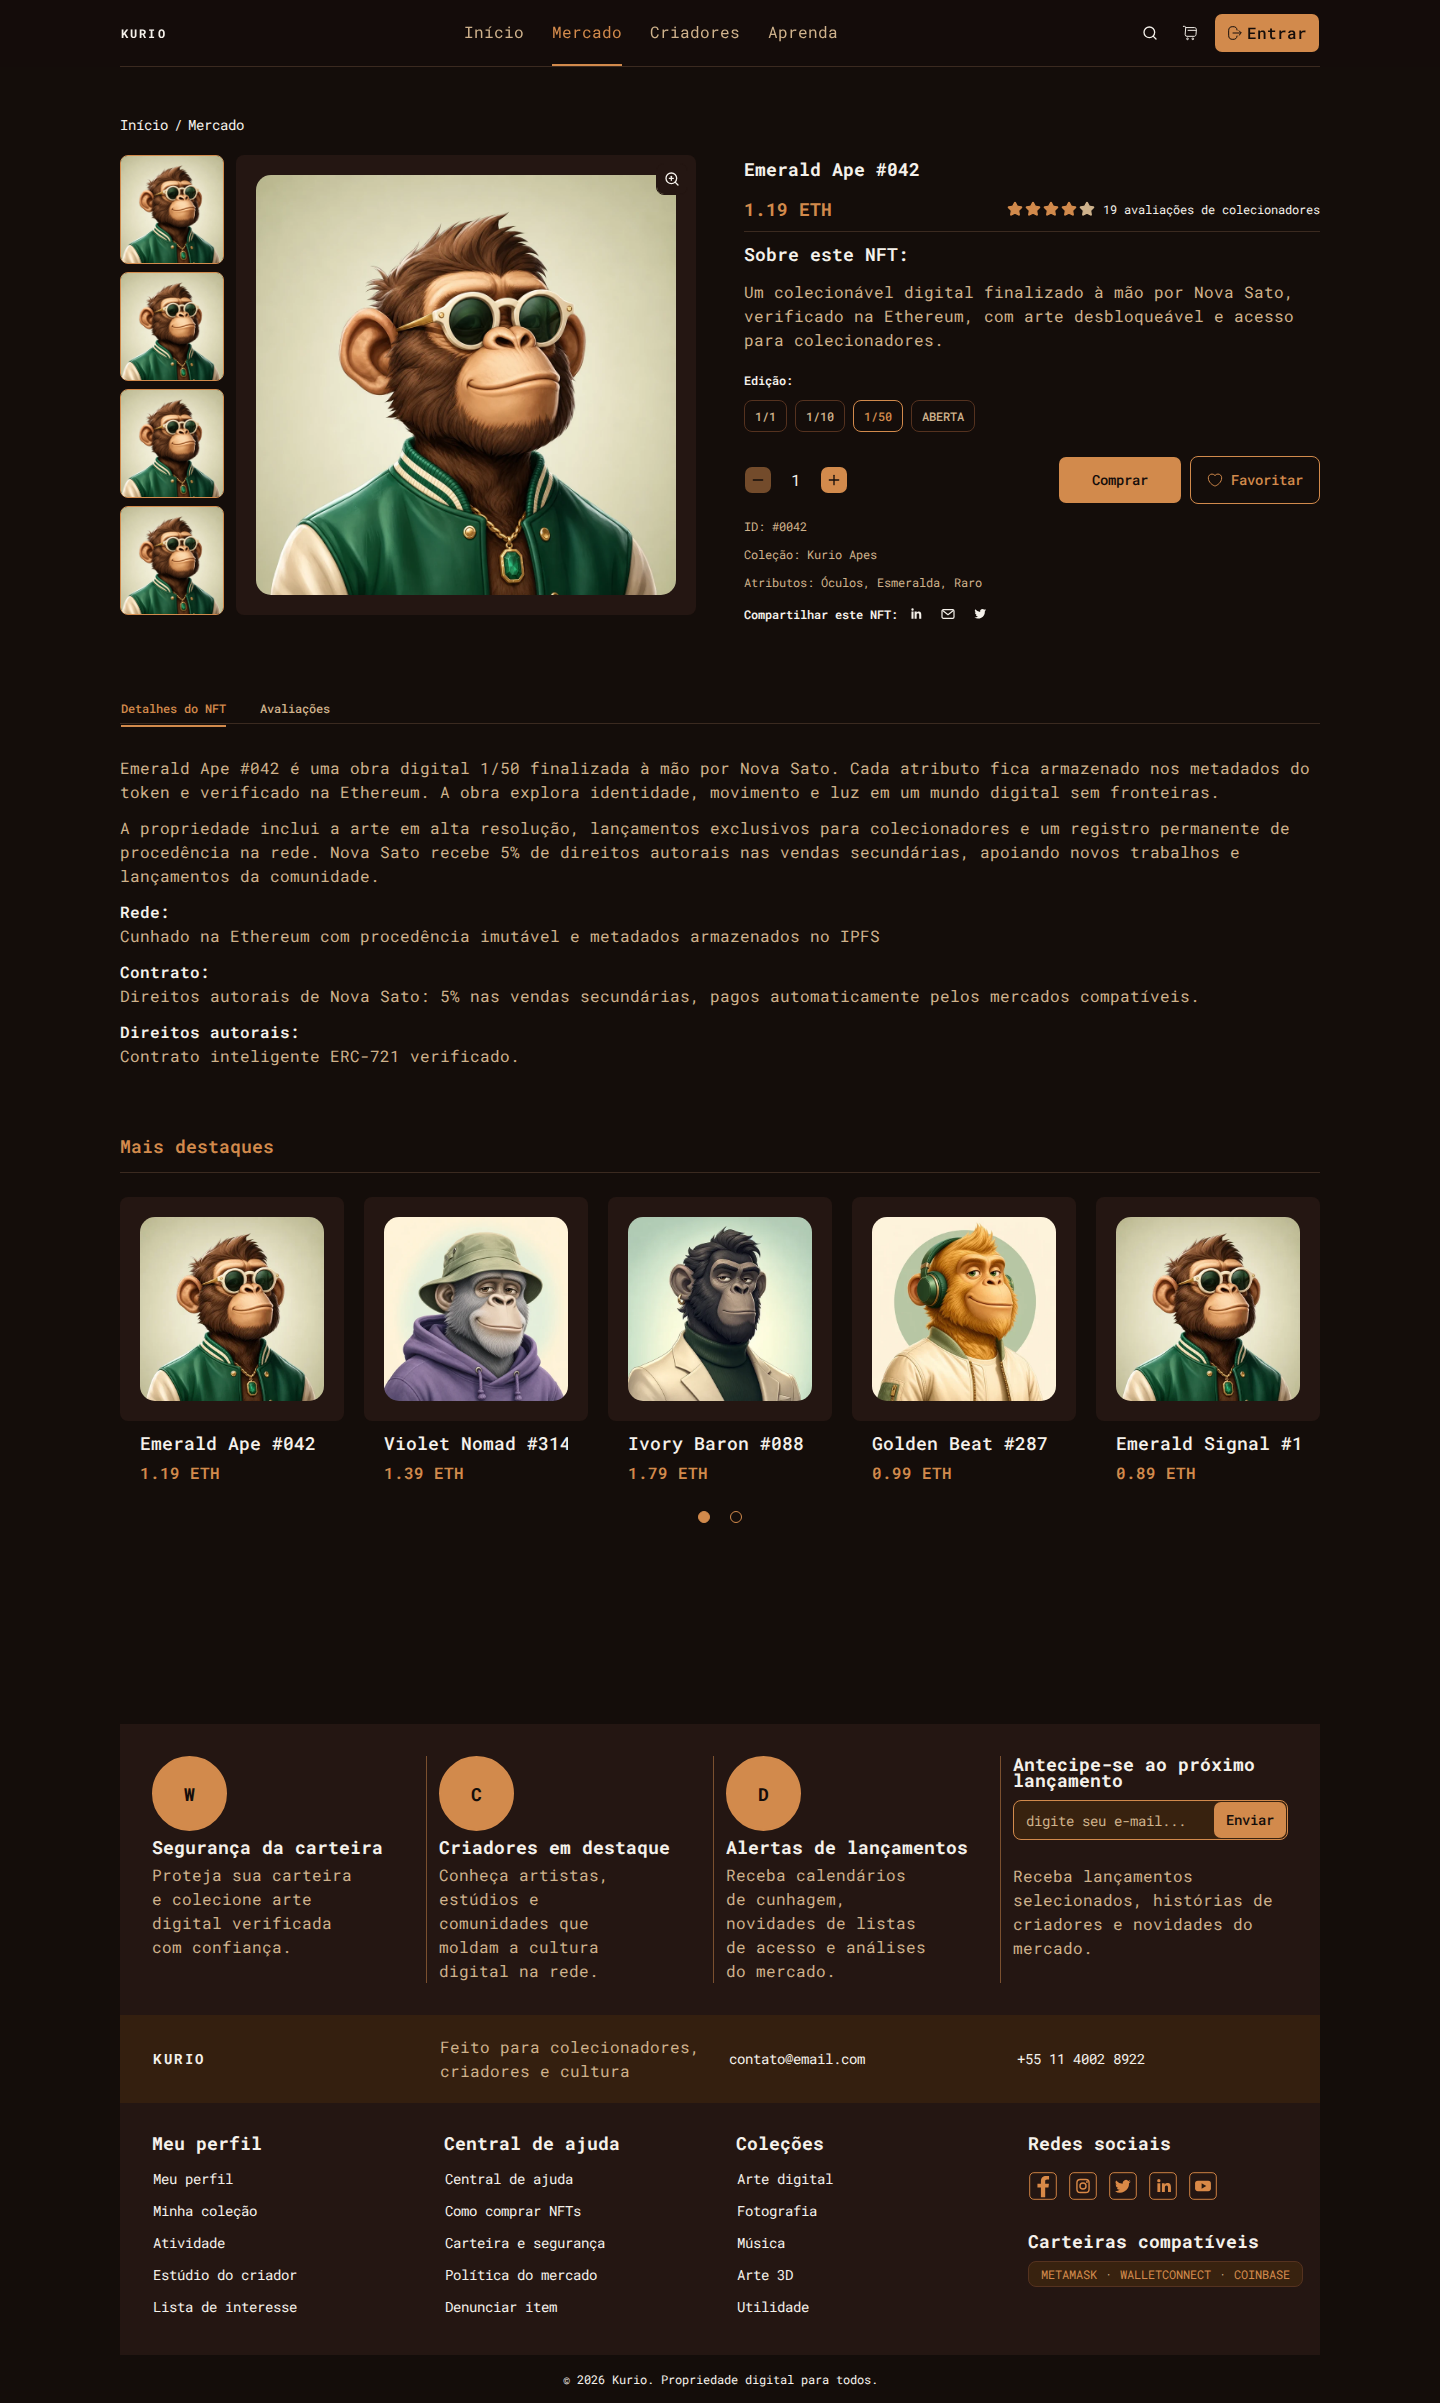 KURIO
Início
Mercado
Criadores
Aprenda
Entrar
Início / Mercado
Emerald Ape #042
1.19 ETH
19 avaliações de colecionadores
Sobre este NFT:
Um colecionável digital finalizado à mão por Nova Sato,
verificado na Ethereum, com arte desbloqueável e acesso
para colecionadores.
Edição:
1/1
1/10
1/50
ABERTA
1
Comprar
Favoritar
ID: #0042
Coleção: Kurio Apes
Atributos: Óculos, Esmeralda, Raro
Compartilhar este NFT:
Detalhes do NFT
Avaliações
Emerald Ape #042 é uma obra digital 1/50 finalizada à mão por Nova Sato. Cada atributo fica armazenado nos metadados do
token e verificado na Ethereum. A obra explora identidade, movimento e luz em um mundo digital sem fronteiras.
A propriedade inclui a arte em alta resolução, lançamentos exclusivos para colecionadores e um registro permanente de
procedência na rede. Nova Sato recebe 5% de direitos autorais nas vendas secundárias, apoiando novos trabalhos e
lançamentos da comunidade.
Rede:
Cunhado na Ethereum com procedência imutável e metadados armazenados no IPFS
Contrato:
Direitos autorais de Nova Sato: 5% nas vendas secundárias, pagos automaticamente pelos mercados compatíveis.
Direitos autorais:
Contrato inteligente ERC-721 verificado.
Mais destaques
Emerald Ape #042
1.19 ETH
Violet Nomad #314
1.39 ETH
Ivory Baron #088
1.79 ETH
Golden Beat #287
0.99 ETH
Emerald Signal #1
0.89 ETH
W
Segurança da carteira
Proteja sua carteira
e colecione arte
digital verificada
com confiança.
C
Criadores em destaque
Conheça artistas,
estúdios e
comunidades que
moldam a cultura
digital na rede.
D
Alertas de lançamentos
Receba calendários
de cunhagem,
novidades de listas
de acesso e análises
do mercado.
Antecipe-se ao próximo
lançamento
digite seu e-mail...
Enviar
Receba lançamentos
selecionados, histórias de
criadores e novidades do
mercado.
KURIO
Feito para colecionadores,
criadores e cultura
contato@email.com
+55 11 4002 8922
Meu perfil
Meu perfil
Minha coleção
Atividade
Estúdio do criador
Lista de interesse
Central de ajuda
Central de ajuda
Como comprar NFTs
Carteira e segurança
Política do mercado
Denunciar item
Coleções
Arte digital
Fotografia
Música
Arte 3D
Utilidade
Redes sociais
Carteiras compatíveis
METAMASK · WALLETCONNECT · COINBASE
© 2026 Kurio. Propriedade digital para todos.